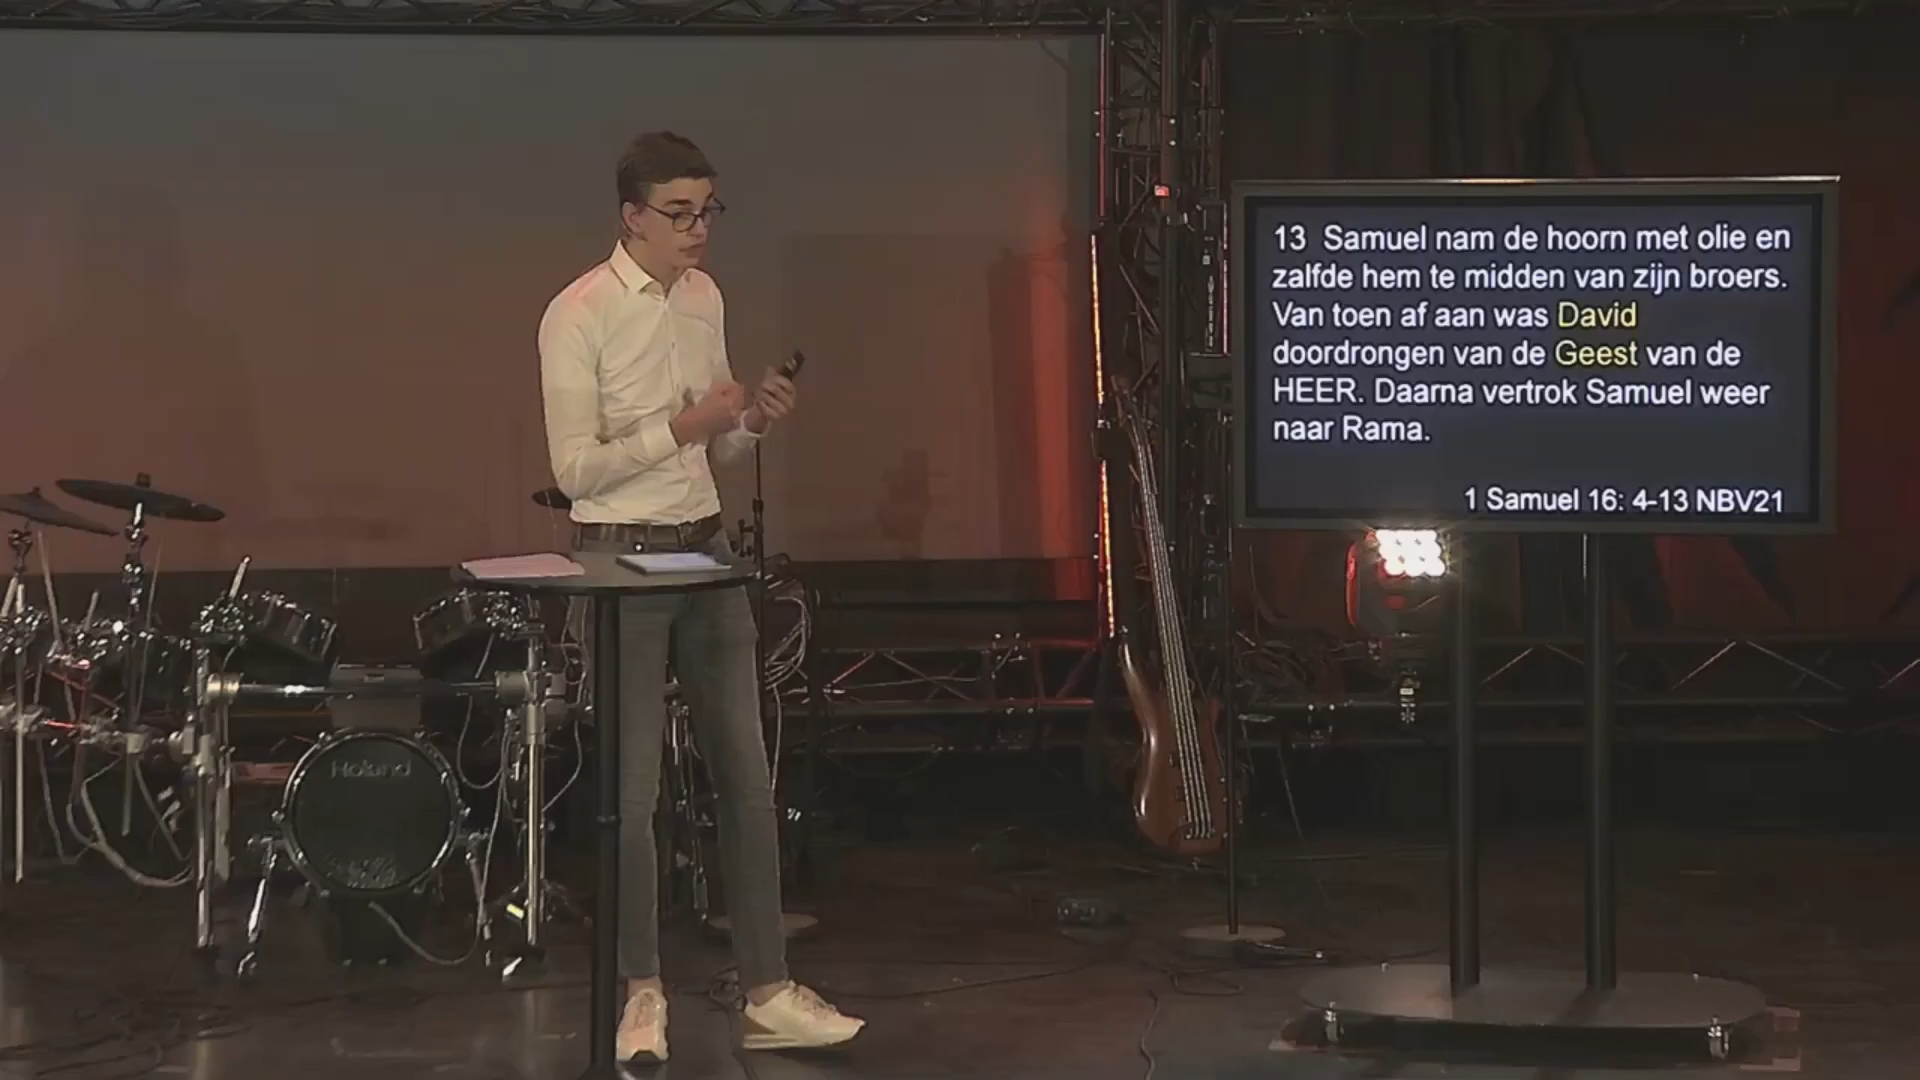 13 Samuel nam de hoorn met olie en
zalfde hem te midden van zijn broers.
Van toen af aan was David
doordrongen van de Geest van de
HEER. Daarna vertrok Samuel weer
naar Rama.
1 Samuel 16: 4-13 NBV21
Roland